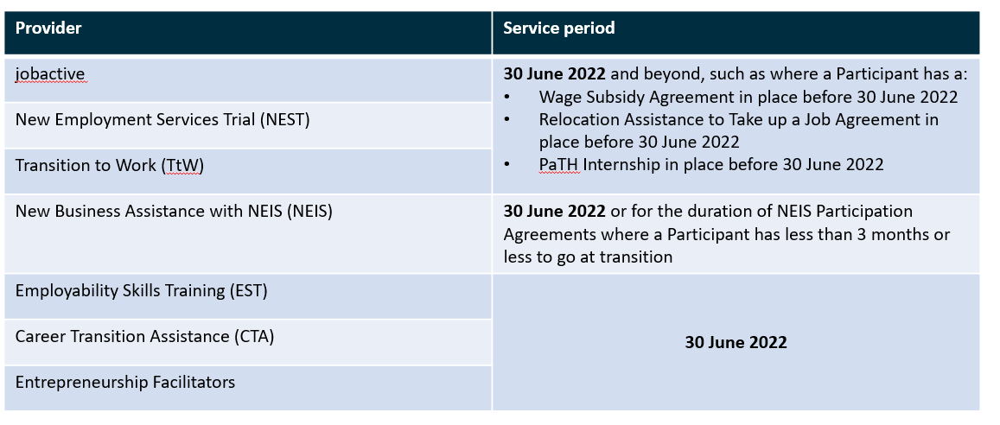 Provider
Service period
jobactive
New Employment Services Trial (NEST)
Transition to Work (TtW)
30 June 2022 and beyond, such as where a Participant has a:
• Wage Subsidy Agreement in place before 30 June 2022
• Relocation Assistance to Take up a Job Agreement in
place before 30 June 2022
• PaTH Internship in place before 30 June 2022
New Business Assistance with NEIS (NEIS)
30 June 2022 or for the duration of NEIS Participation
Agreements where a Participant has less than 3 months or
less to go at transition
Employability Skills Training (EST)
Career Transition Assistance (CTA)
Entrepreneurship Facilitators
30 June 2022